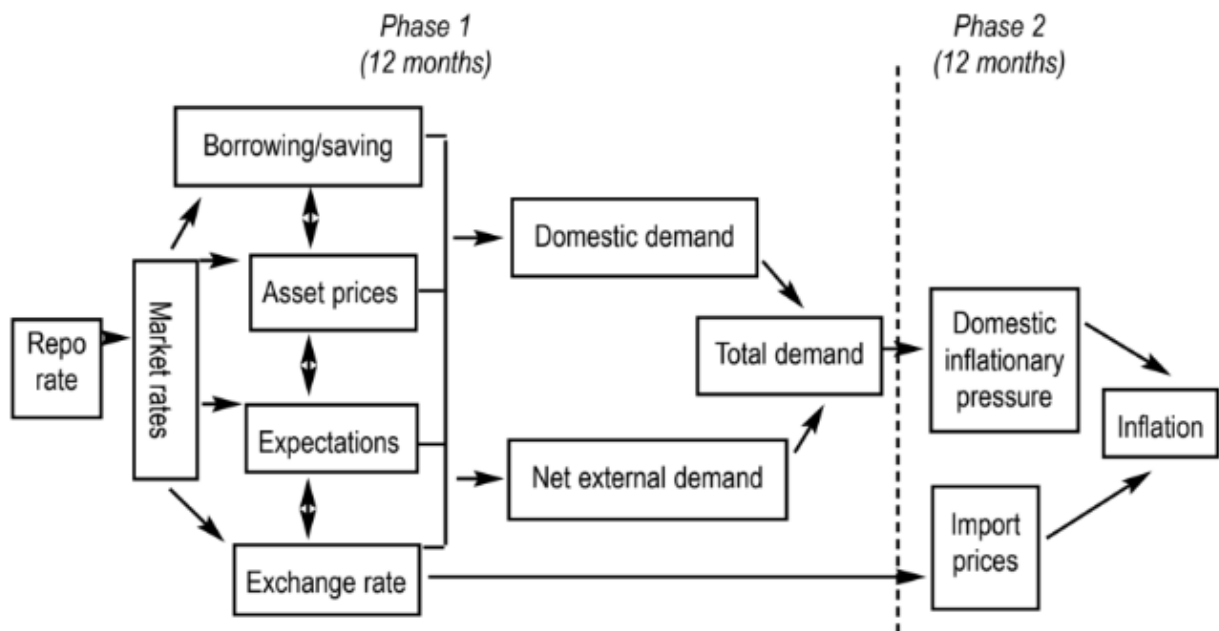 Phase 1
(12 months)
Phase 2
(12 months)
Borrowing/saving
Domestic demand
Asset prices
Market rates
Repo
rate
Total demand
Domestic
inflationary
pressure
Inflation
Expectations
Net external demand
Import
prices
Exchange rate